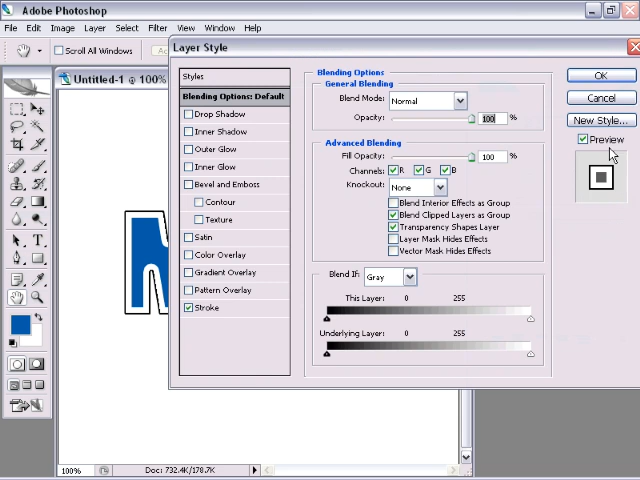 Adobe Photoshop
File Edit Image Layer Select Filter View Window Help
Scroll All Windows
Untitled-1 @ 100%
Layer Style
Styles
Blending Options: Default
Drop Shadow
Inner Shadow
Outer Glow
Inner Glow
Bevel and Emboss
Contour
Texture
Satin
Color Overlay
Gradient Overlay
Pattern Overlay
Stroke
Blending Options
General Blending
Blend Mode: Normal
Opacity: 100 %
Advanced Blending
Fill Opacity: 100 %
Channels: R G B
Knockout: None
Blend Interior Effects as Group
Blend Clipped Layers as Group
Transparency Shapes Layer
Layer Mask Hides Effects
Vector Mask Hides Effects
Blend If: Gray
This Layer: 0 255
Underlying Layer: 0 255
OK
Cancel
New Style...
Preview
100% Doc: 732.4K/178.7K